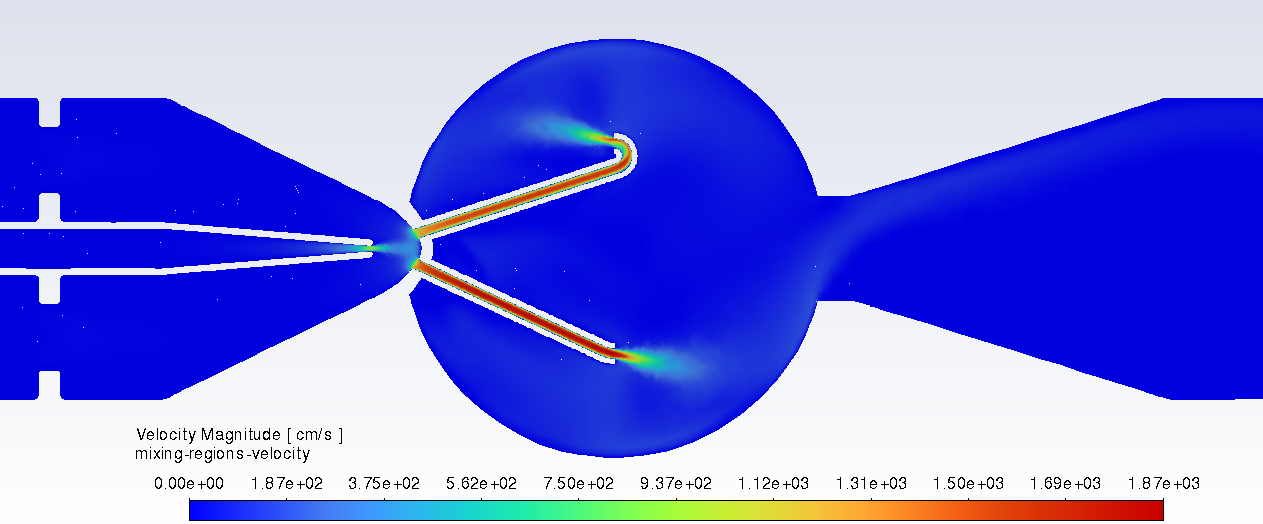 Velocity Magnitude [ cm/s ]
mixing-regions-velocity
0.00e+00 1.87e+02 3.75e+02 5.62e+02 7.50e+02 9.37e+02 1.12e+03 1.31e+03 1.50e+03 1.69e+03 1.87e+03